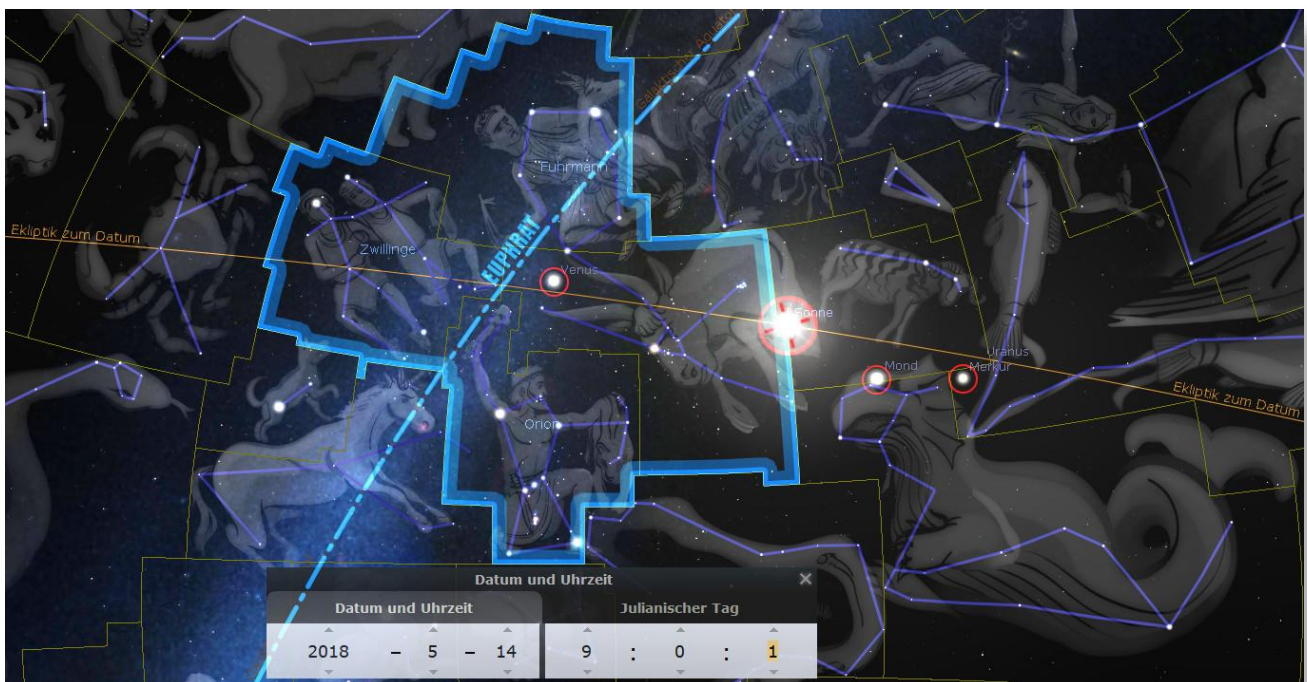 Galaktischer Äquator
Fuhrmann
Ekliptik zum Datum
Zwillinge
EUPHRAT
Venus
Sonne
Uranus
Mond
Merkur
Ekliptik zum Datum
Orion
Datum und Uhrzeit ×
Datum und Uhrzeit Julianischer Tag
2018 – 5 – 14 9 : 0 : 1